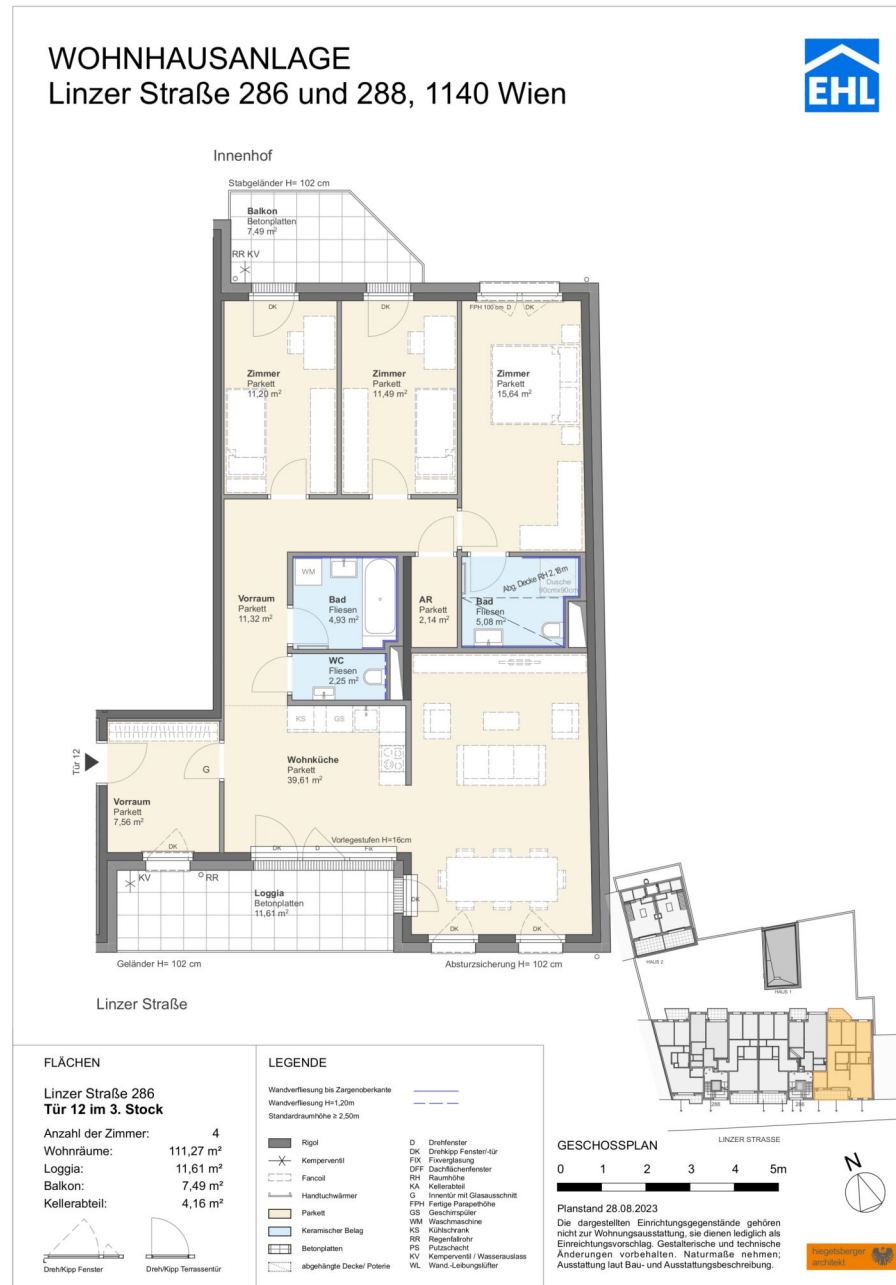 WOHNHAUSANLAGE
Linzer Straße 286 und 288, 1140 Wien
EHL
Innenhof
Stabgeländer H= 102 cm
Balkon
Betonplatten
7,49 m²
RR KV
DK
DK
FPH 100 cm D DK
Zimmer
Parkett
11,20 m²
Zimmer
Parkett
11,49 m²
Zimmer
Parkett
15,64 m²
WM
Bad
Fliesen
4,93 m²
Vorraum
Parkett
11,32 m²
AR
Parkett
2,14 m²
Abg. Decke RH 2,18m
Dusche
90cmx90cm
Bad
Fliesen
5,08 m²
WC
Fliesen
2,25 m²
KS
GS
Tür 12
G
Wohnküche
Parkett
39,61 m²
Vorraum
Parkett
7,56 m²
Vorlegestufen H=16cm
DK
DK
D
FIX
KV
RR
Loggia
Betonplatten
11,61 m²
DK
DK
DK
Geländer H= 102 cm
Absturzsicherung H= 102 cm
Linzer Straße
HAUS 2
HAUS 1
288
286
LINZER STRASSE
FLÄCHEN
Linzer Straße 286
Tür 12 im 3. Stock
Anzahl der Zimmer: 4
Wohnräume: 111,27 m²
Loggia: 11,61 m²
Balkon: 7,49 m²
Kellerabteil: 4,16 m²
Dreh/Kipp Fenster
Dreh/Kipp Terrassentür
LEGENDE
Wandverfliesung bis Zargenoberkante
Wandverfliesung H=1,20m
Standardraumhöhe ≥ 2,50m
Rigol
Kemperventil
Fancoil
Handtuchwärmer
Parkett
Keramischer Belag
Betonplatten
abgehängte Decke/ Poterie
D Drehfenster
DK Drehkipp Fenster/-tür
FIX Fixverglasung
DFF Dachflächenfenster
RH Raumhöhe
KA Kellerabteil
G Innentür mit Glasausschnitt
FPH Fertige Parapethöhe
GS Geschirrspüler
WM Waschmaschine
KS Kühlschrank
RR Regenfallrohr
PS Putzschacht
KV Kemperventil / Wasserauslass
WL Wand.-Leibungslüfter
GESCHOSSPLAN
0 1 2 3 4 5m
N
Planstand 28.08.2023
Die dargestellten Einrichtungsgegenstände gehören
nicht zur Wohnungsausstattung, sie dienen lediglich als
Einrichtungsvorschlag. Gestalterische und technische
Änderungen vorbehalten. Naturmaße nehmen;
Ausstattung laut Bau- und Ausstattungsbeschreibung.
hiegetsberger
architekt